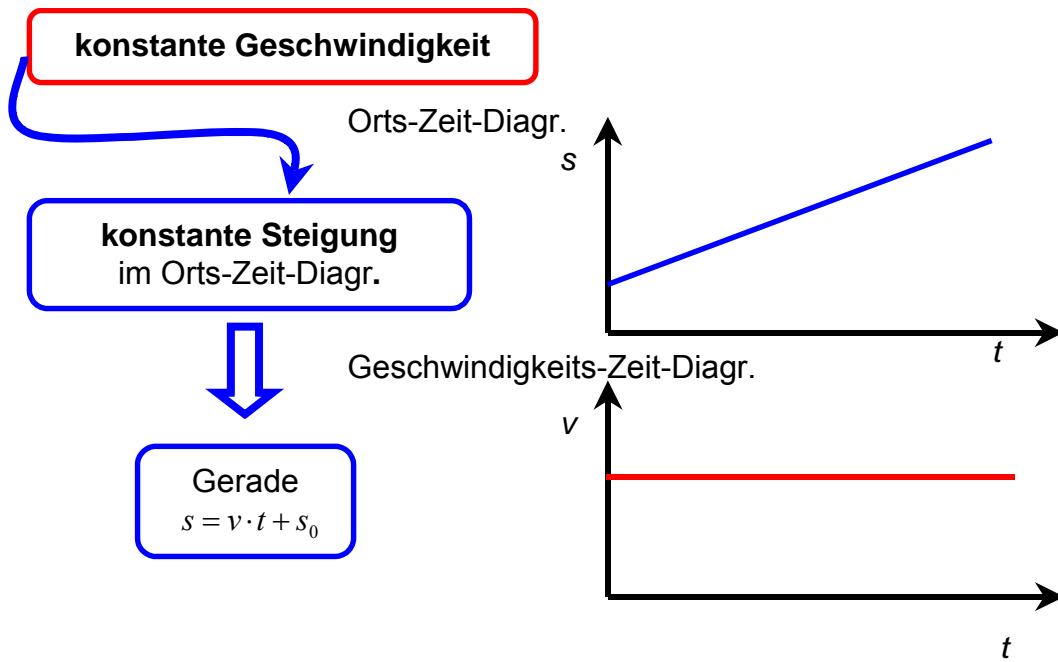 konstante Geschwindigkeit
Orts-Zeit-Diagr.
s
konstante Steigung
im Orts-Zeit-Diagr.
t
Geschwindigkeits-Zeit-Diagr.
v
Gerade
s = v · t + s₀
t